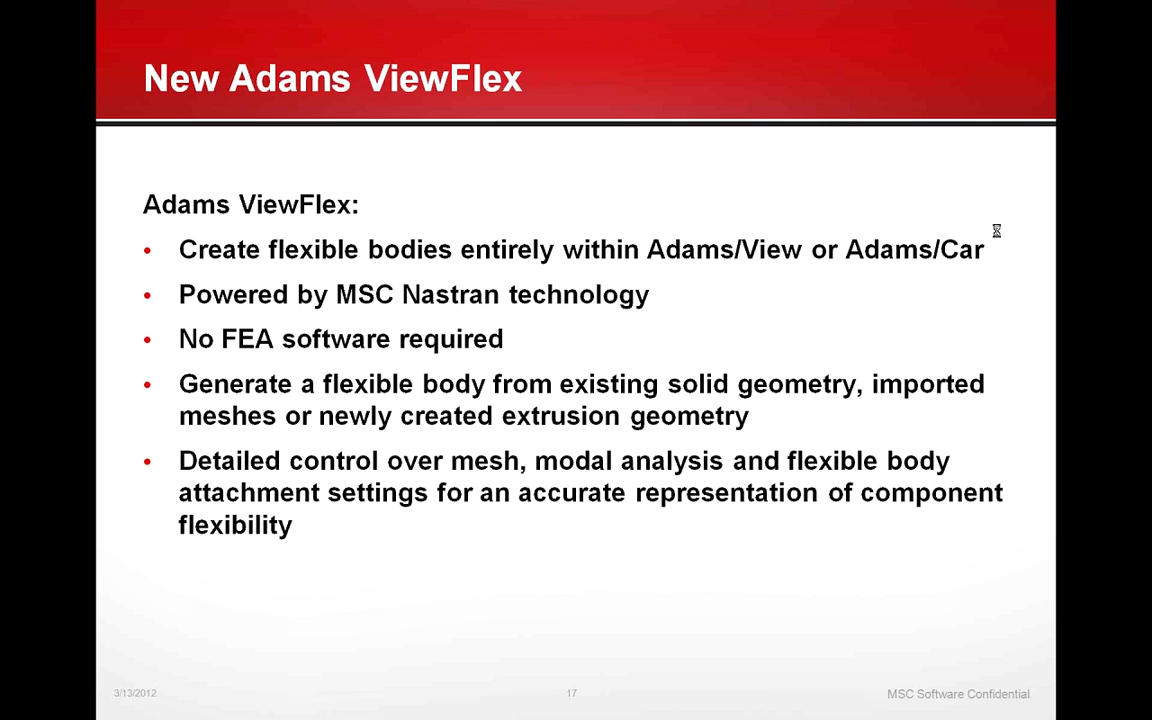 New Adams ViewFlex
Adams ViewFlex:
• Create flexible bodies entirely within Adams/View or Adams/Car
• Powered by MSC Nastran technology
• No FEA software required
• Generate a flexible body from existing solid geometry, imported
meshes or newly created extrusion geometry
• Detailed control over mesh, modal analysis and flexible body
attachment settings for an accurate representation of component
flexibility
3/13/2012
17
MSC Software Confidential